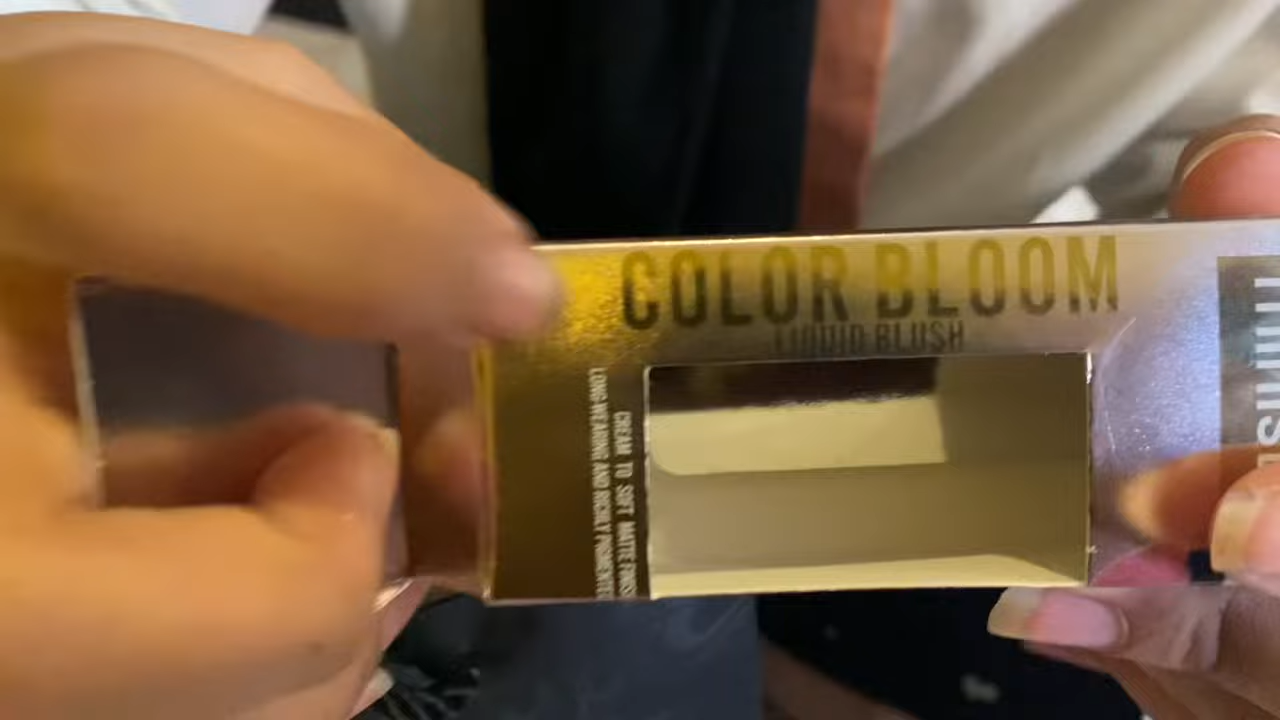 COLOR BLOOM
LIQUID BLUSH
CREAM TO SOFT MATTE FINISH
LONG-WEARING AND RICHLY PIGMENTED